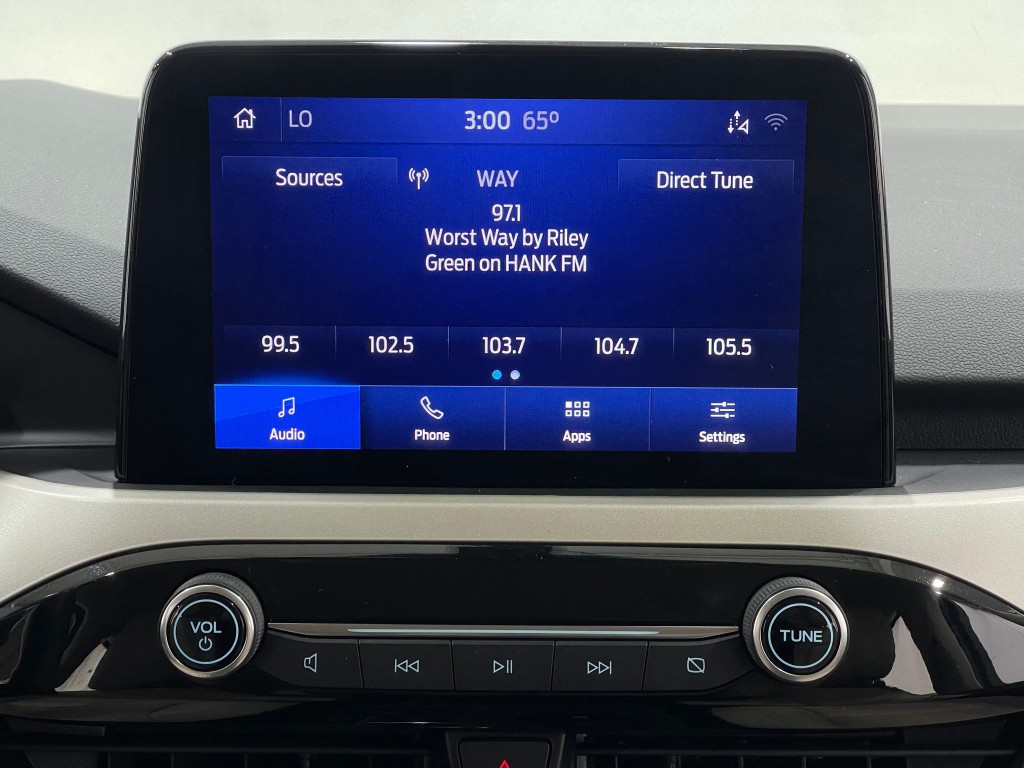 LO 3:00 65º
Sources WAY Direct Tune
97.1
Worst Way by Riley
Green on HANK FM
99.5 102.5 103.7 104.7 105.5
Audio Phone Apps Settings
VOL TUNE